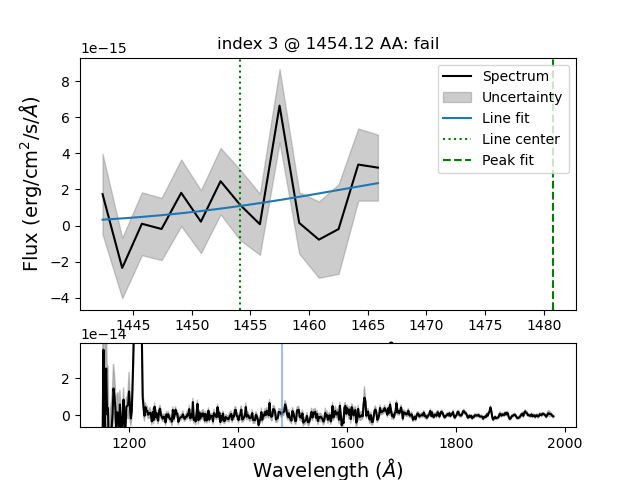 index 3 @ 1454.12 AA: fail
1e−15
Flux (erg/cm²/s/Å)
8
6
4
2
0
−2
−4
Spectrum
Uncertainty
Line fit
Line center
Peak fit
1445 1450 1455 1460 1465 1470 1475 1480
1e−14
2
0
1200 1400 1600 1800 2000
Wavelength (Å)